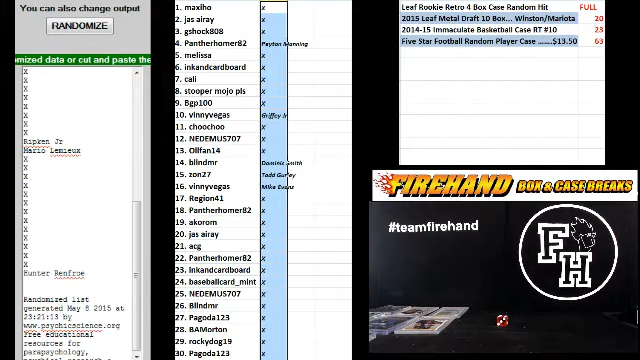 You can also change output
RANDOMIZE
omized data or cut and paste the
x
x
x
x
x
x
x
x
Ripken Jr
Mario Lemieux
x
x
x
x
x
x
x
x
x
x
x
x
x
Hunter Renfroe
Randomized list
generated May 8 2015 at
23:21:13 by
www.psychicscience.org
Free educational
resources for
parapsychology,
1. maxiho x
2. jas airay x
3. gshock808 x
4. Pantherhomer82 Payton Manning
5. melissa x
6. inkandcardboard x
7. cali x
8. stooper mojo pls x
9. Bgp100 x
10. vinnyvegas Griffey Jr
11. choochoo x
12. NEDEMUS707 x
13. Ollfan14 x
14. blindmr Dominic Smith
15. zon27 Todd Gurley
16. vinnyvegas Mike Evans
17. Region41 x
18. Pantherhomer82 x
19. akorom x
20. jas airay x
21. acg x
22. Pantherhomer82 x
23. inkandcardboard x
24. baseballcard_mint x
25. NEDEMUS707 x
26. Blindmr x
27. Pagoda123 x
28. BAMorton x
29. rockydog19 x
30. Pagoda123 x
Leaf Rookie Retro 4 Box Case Random Hit FULL
2015 Leaf Metal Draft 10 Box... Winston/Mariota 20
2014-15 Immaculate Basketball Case RT #10 23
Five Star Football Random Player Case .......$13.50 63
FIREHAND BOX & CASE BREAKS
#teamfirehand
FH